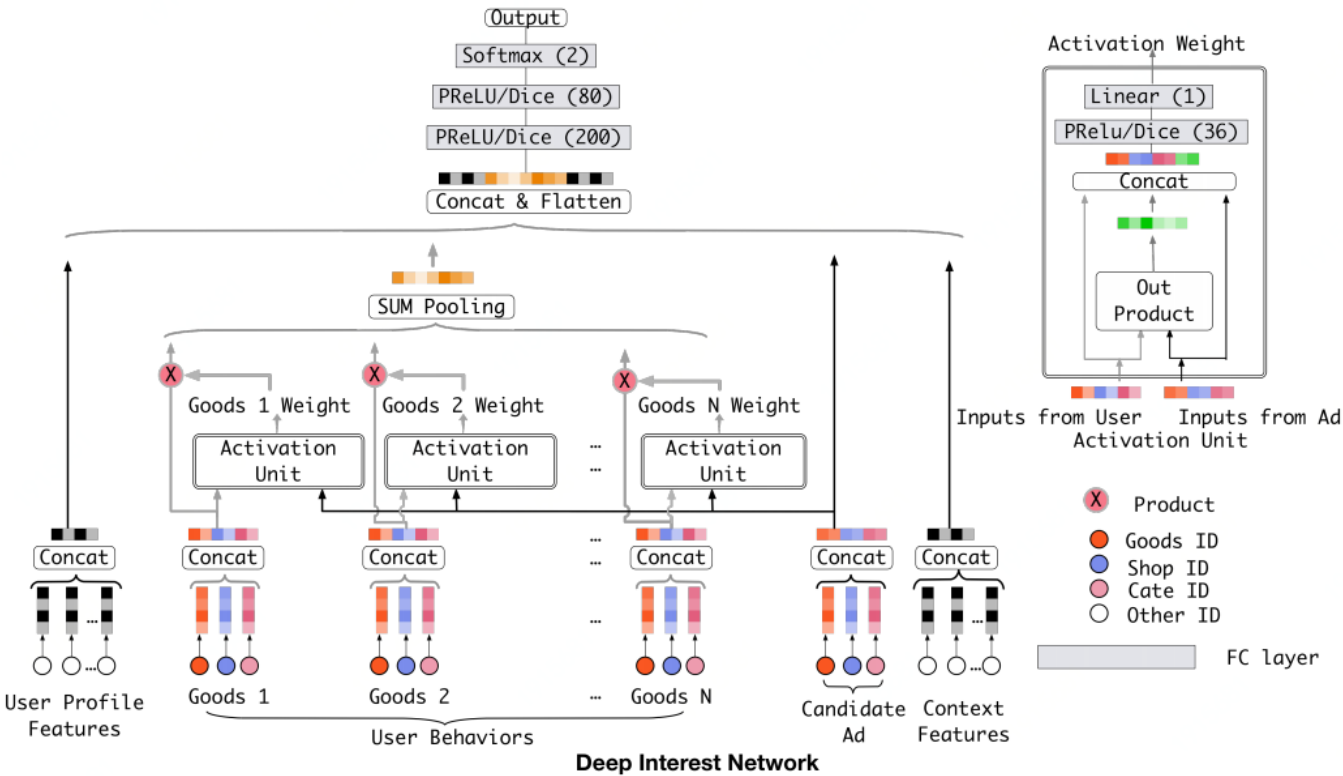 Output
Softmax (2)
PReLU/Dice (80)
PReLU/Dice (200)
Concat & Flatten
SUM Pooling
X
X
X
Goods 1 Weight
Goods 2 Weight
Goods N Weight
Activation
Unit
Activation
Unit
...
...
Activation
Unit
Concat
Concat
Concat
...
...
Concat
Concat
Concat
...
...
...
...
...
...
User Profile
Features
Goods 1
Goods 2
...
Goods N
User Behaviors
Candidate
Ad
Context
Features
Activation Weight
Linear (1)
PRelu/Dice (36)
Concat
Out
Product
Inputs from User
Inputs from Ad
Activation Unit
X
Product
Goods ID
Shop ID
Cate ID
Other ID
FC layer
Deep Interest Network